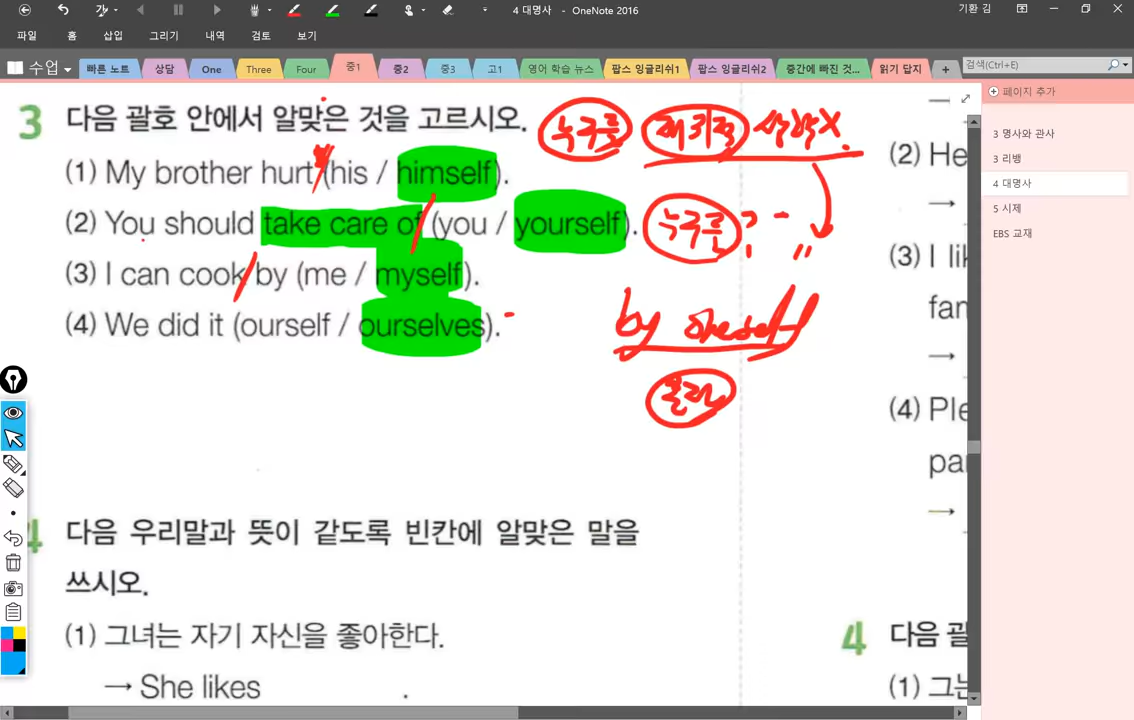 4 대명사 - OneNote 2016
기환 김
파일 홈 삽입 그리기 내역 검토 보기
수업 빠른 노트 상담 One Three Four 중1 중2 중3 고1 영어 학습 뉴스 팝스 잉글리쉬1 팝스 잉글리쉬2 중간에 빠진 것... 읽기 답지 + 검색(Ctrl+E)
페이지 추가
3 명사와 관사
3 리뱅
4 대명사
5 시제
EBS 교재
3 다음 괄호 안에서 알맞은 것을 고르시오.
누구를 재귀적 생략X
(1) My brother hurt (his / himself).
(2) You should take care of (you / yourself).
누구를?
(3) I can cook by (me / myself).
(4) We did it (ourself / ourselves).
by oneself
혼자
4 다음 우리말과 뜻이 같도록 빈칸에 알맞은 말을
쓰시오.
(1) 그녀는 자기 자신을 좋아한다.
→ She likes .
(2) He
→
(3) I lik
fan
→
(4) Ple
par
→
4 다음 괄
(1) 그는